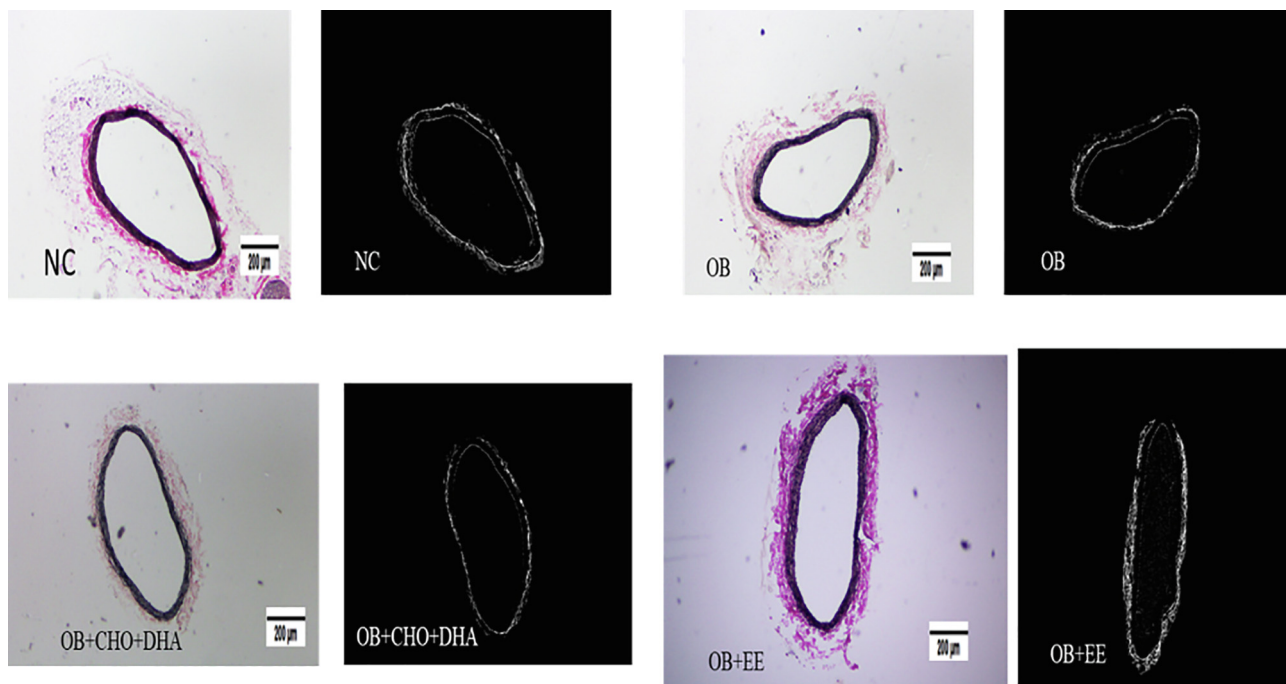 NC
200 µm
NC
OB
200 µm
OB
OB+CHO+DHA
200 µm
OB+CHO+DHA
OB+EE
200 µm
OB+EE